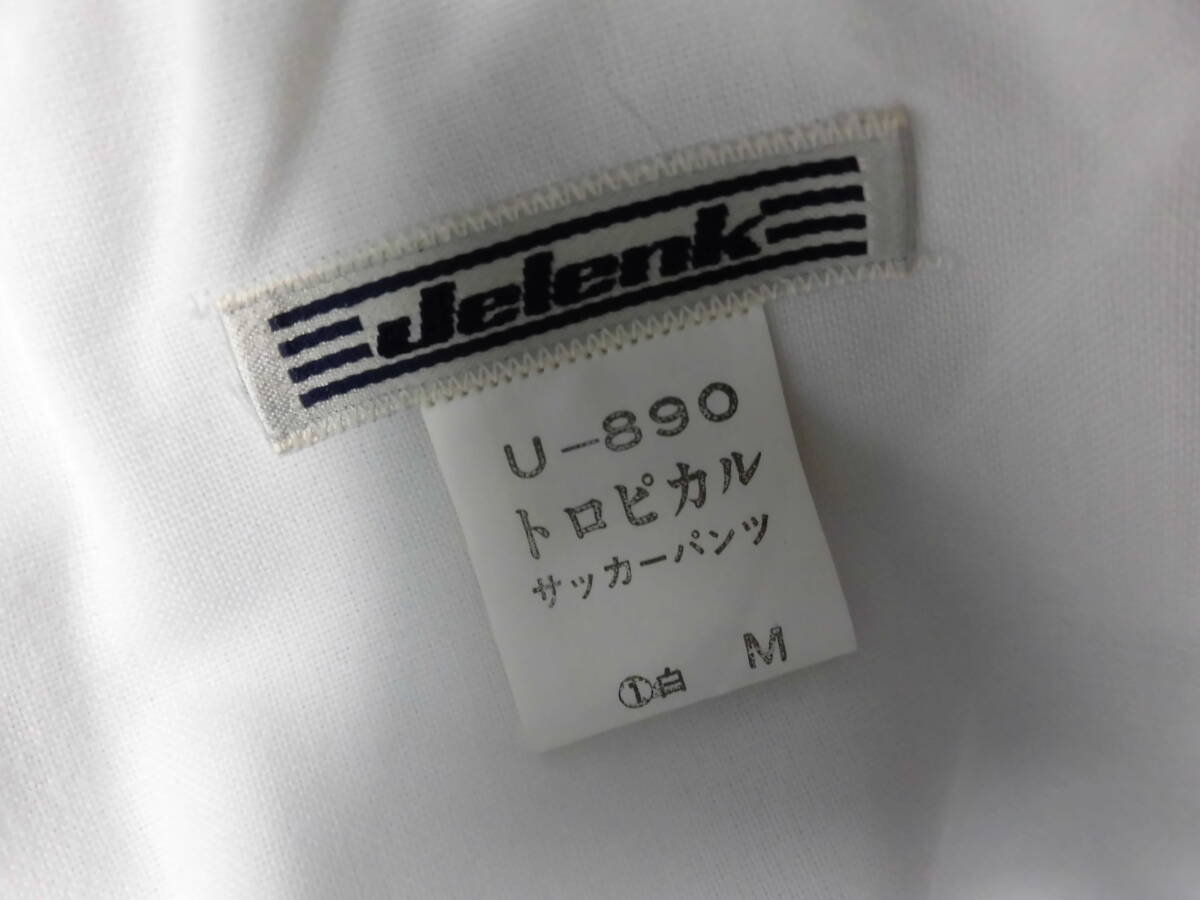 Jelenk
U-890
トロピカル
サッカーパンツ
①白 M